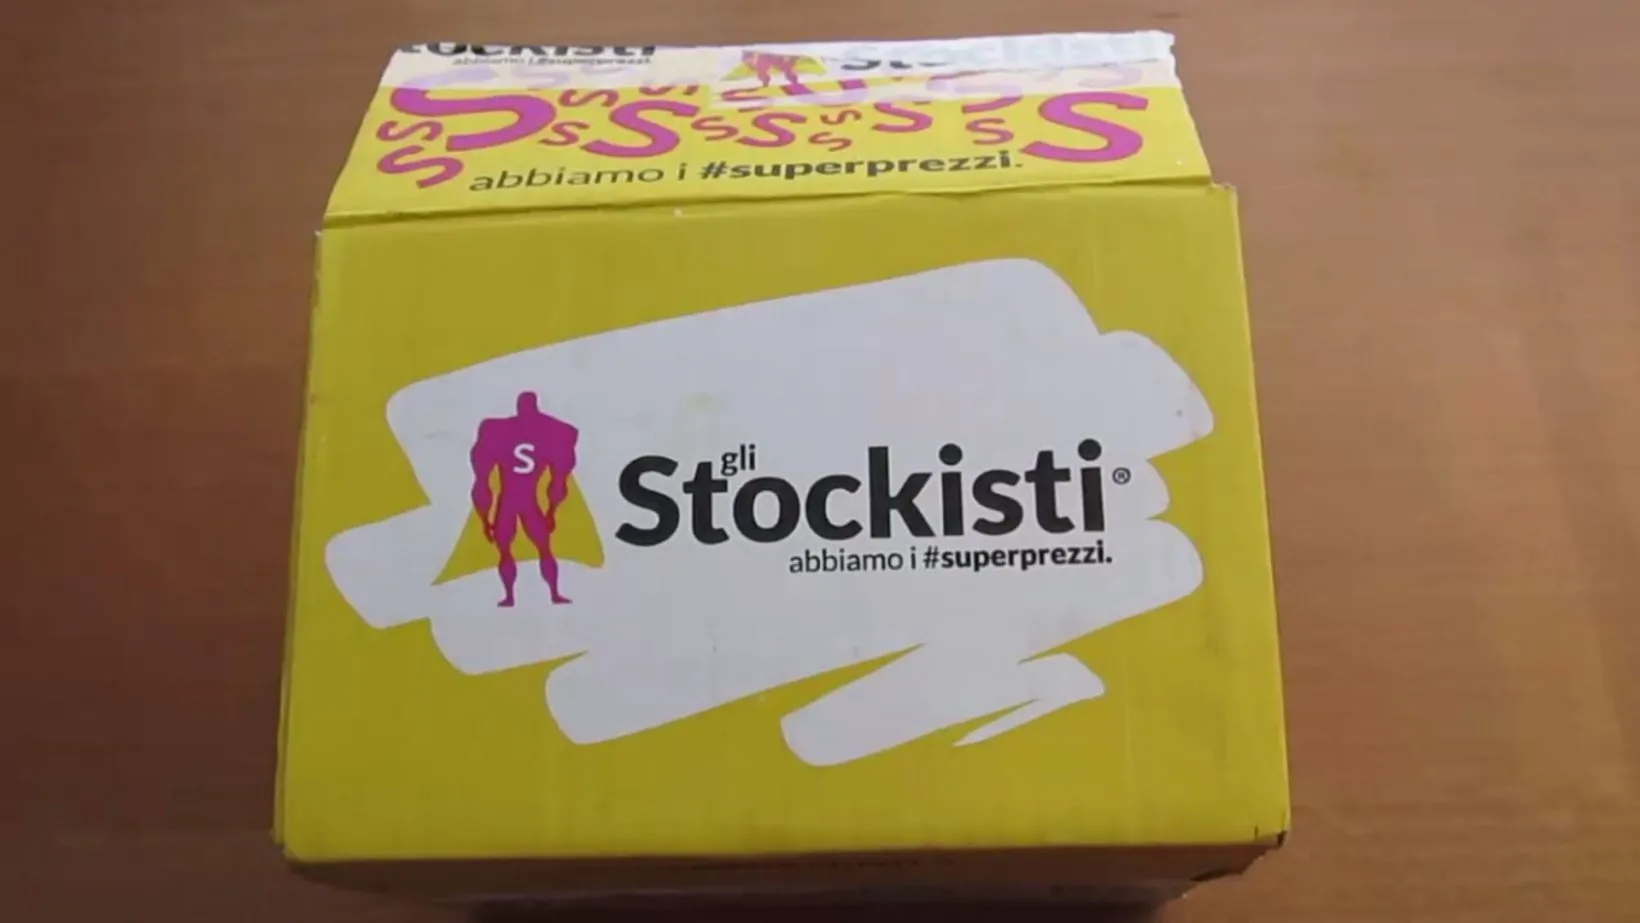 abbiamo i #superprezzi.
abbiamo i #superprezzi.
S
gli
Stockisti®
abbiamo i #superprezzi.